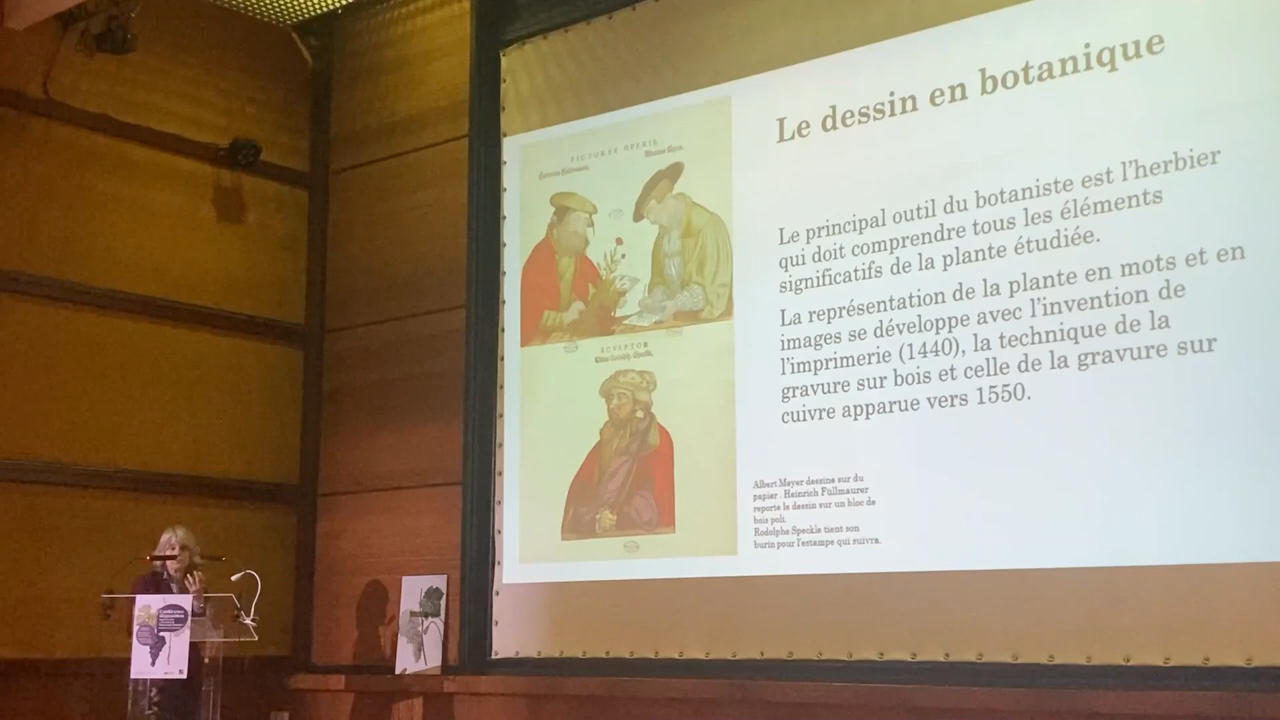 Le dessin en botanique
Le principal outil du botaniste est l'herbier
qui doit comprendre tous les éléments
significatifs de la plante étudiée.
La représentation de la plante en mots et en
images se développe avec l'invention de
l'imprimerie (1440), la technique de la
gravure sur bois et celle de la gravure sur
cuivre apparue vers 1550.
PICTORES OPERIS
SCVLPTOR
Albert Meyer dessine sur du
papier . Heinrich Füllmaurer
reporte le dessin sur un bloc de
bois poli.
Rodolphe Speckle tient son
burin pour l'estampe qui suivra.
Conférence